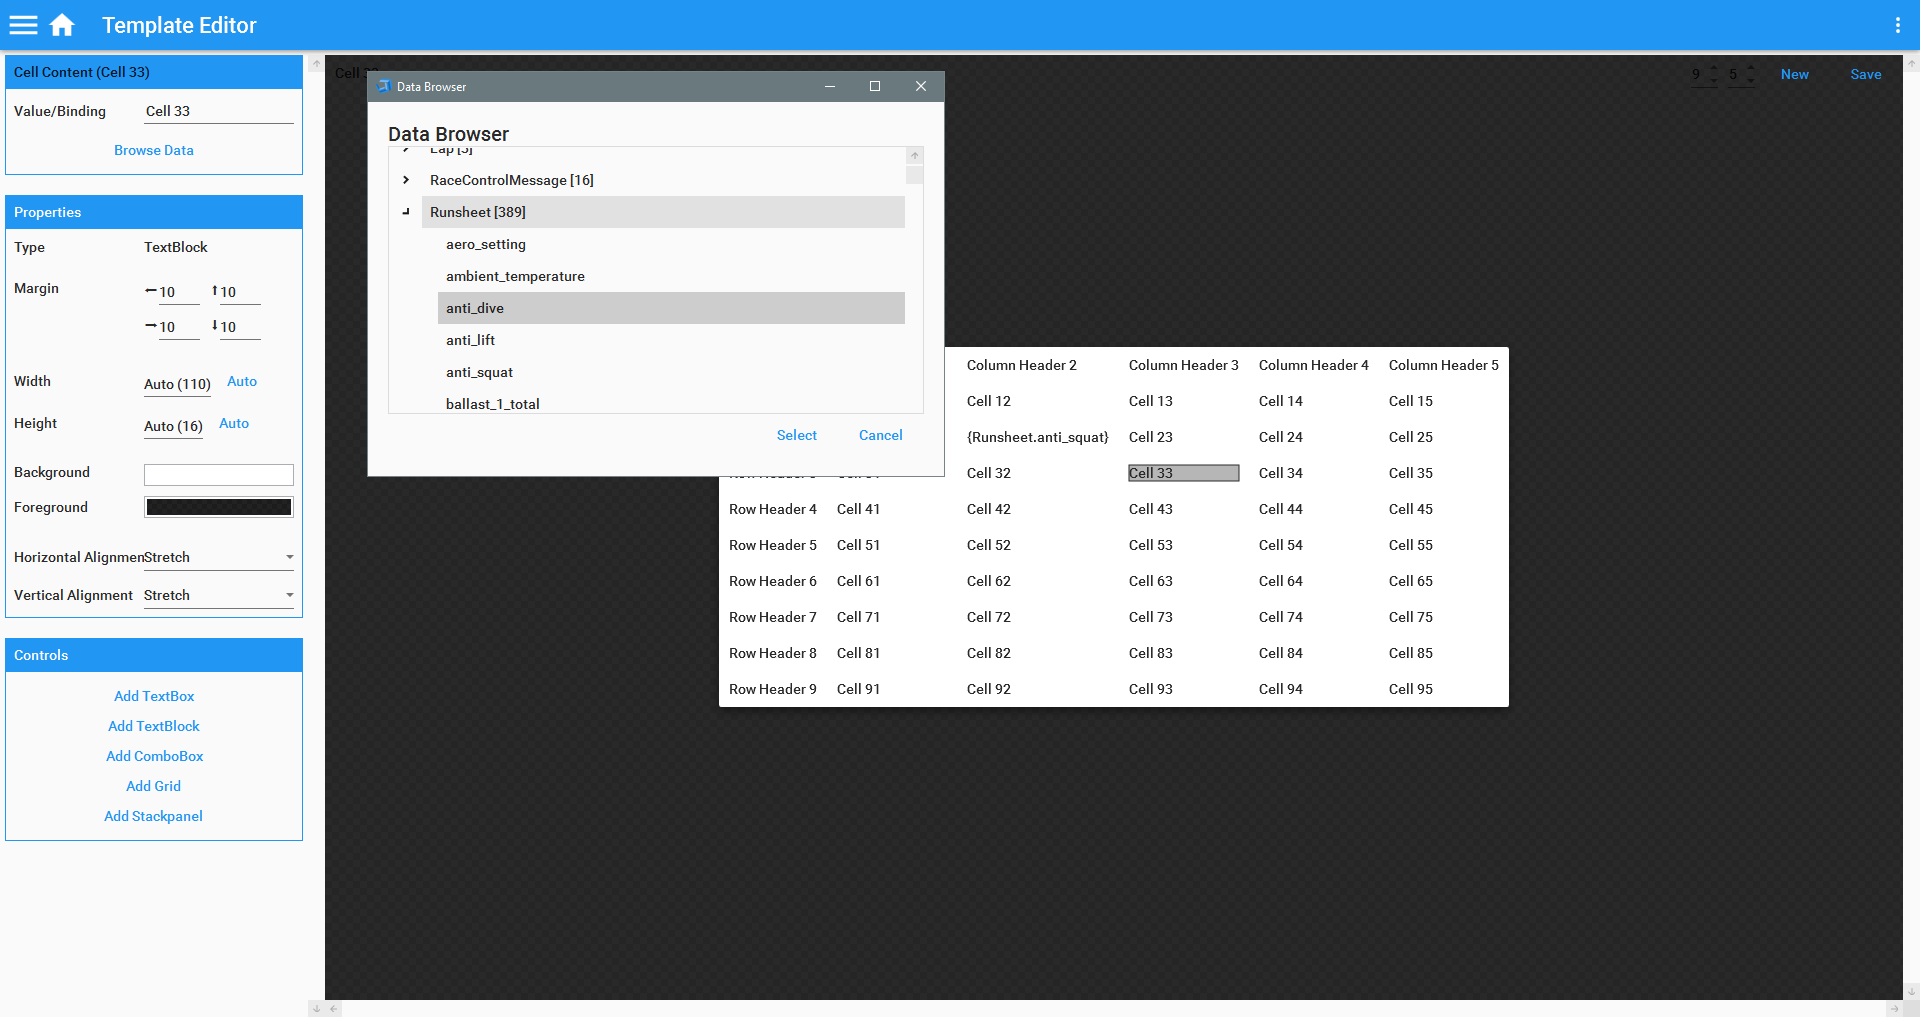 Template Editor
Cell Content (Cell 33)
Value/Binding
Cell 33
Browse Data
Properties
Type
TextBlock
Margin
10
10
10
10
Width
Auto (110)
Auto
Height
Auto (16)
Auto
Background
Foreground
Horizontal Alignmen
Stretch
Vertical Alignment
Stretch
Controls
Add TextBox
Add TextBlock
Add ComboBox
Add Grid
Add Stackpanel
Cell 3
9
5
New
Save
Data Browser
Data Browser
Lap [5]
RaceControlMessage [16]
Runsheet [389]
aero_setting
ambient_temperature
anti_dive
anti_lift
anti_squat
ballast_1_total
Select
Cancel
Column Header 2 Column Header 3 Column Header 4 Column Header 5
Cell 12 Cell 13 Cell 14 Cell 15
{Runsheet.anti_squat} Cell 23 Cell 24 Cell 25
Cell 32 Cell 33 Cell 34 Cell 35
Row Header 4 Cell 41 Cell 42 Cell 43 Cell 44 Cell 45
Row Header 5 Cell 51 Cell 52 Cell 53 Cell 54 Cell 55
Row Header 6 Cell 61 Cell 62 Cell 63 Cell 64 Cell 65
Row Header 7 Cell 71 Cell 72 Cell 73 Cell 74 Cell 75
Row Header 8 Cell 81 Cell 82 Cell 83 Cell 84 Cell 85
Row Header 9 Cell 91 Cell 92 Cell 93 Cell 94 Cell 95